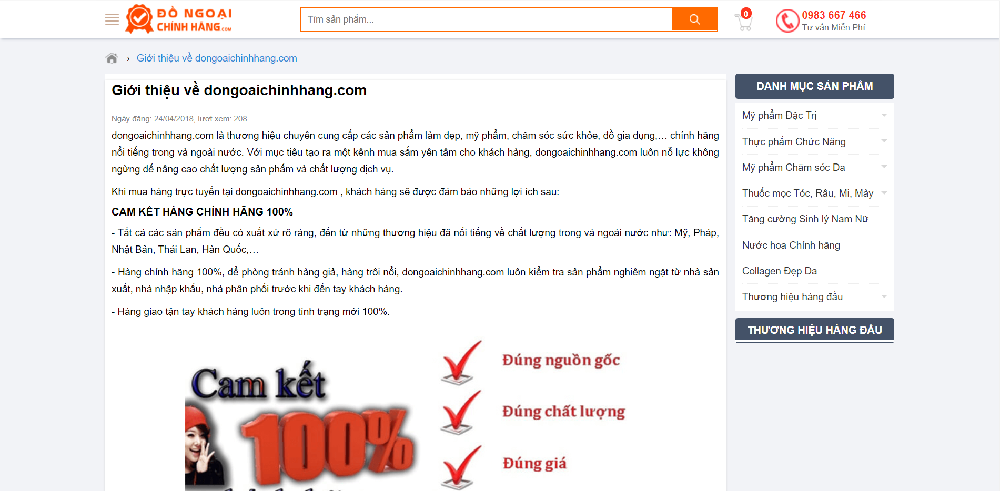 ĐỒ NGOẠI
CHÍNH HÃNG.com
Tìm sản phẩm...
0
0983 667 466
Tư vấn Miễn Phí
› Giới thiệu về dongoaichinhhang.com
Giới thiệu về dongoaichinhhang.com
Ngày đăng: 24/04/2018, lượt xem: 208
dongoaichinhhang.com là thương hiệu chuyên cung cấp các sản phẩm làm đẹp, mỹ phẩm, chăm sóc sức khỏe, đồ gia dụng,… chính hãng
nổi tiếng trong và ngoài nước. Với mục tiêu tạo ra một kênh mua sắm yên tâm cho khách hàng, dongoaichinhhang.com luôn nỗ lực không
ngừng để nâng cao chất lượng sản phẩm và chất lượng dịch vụ.
Khi mua hàng trực tuyến tại dongoaichinhhang.com , khách hàng sẽ được đảm bảo những lợi ích sau:
CAM KẾT HÀNG CHÍNH HÃNG 100%
- Tất cả các sản phẩm đều có xuất xứ rõ ràng, đến từ những thương hiệu đã nổi tiếng về chất lượng trong và ngoài nước như: Mỹ, Pháp,
Nhật Bản, Thái Lan, Hàn Quốc,…
- Hàng chính hãng 100%, để phòng tránh hàng giả, hàng trôi nổi, dongoaichinhhang.com luôn kiểm tra sản phẩm nghiêm ngặt từ nhà sản
xuất, nhà nhập khẩu, nhà phân phối trước khi đến tay khách hàng.
- Hàng giao tận tay khách hàng luôn trong tình trạng mới 100%.
Cam kết
100%
Đúng nguồn gốc
Đúng chất lượng
Đúng giá
DANH MỤC SẢN PHẨM
Mỹ phẩm Đặc Trị
Thực phẩm Chức Năng
Mỹ phẩm Chăm sóc Da
Thuốc mọc Tóc, Râu, Mi, Mày
Tăng cường Sinh lý Nam Nữ
Nước hoa Chính hãng
Collagen Đẹp Da
Thương hiệu hàng đầu
THƯƠNG HIỆU HÀNG ĐẦU